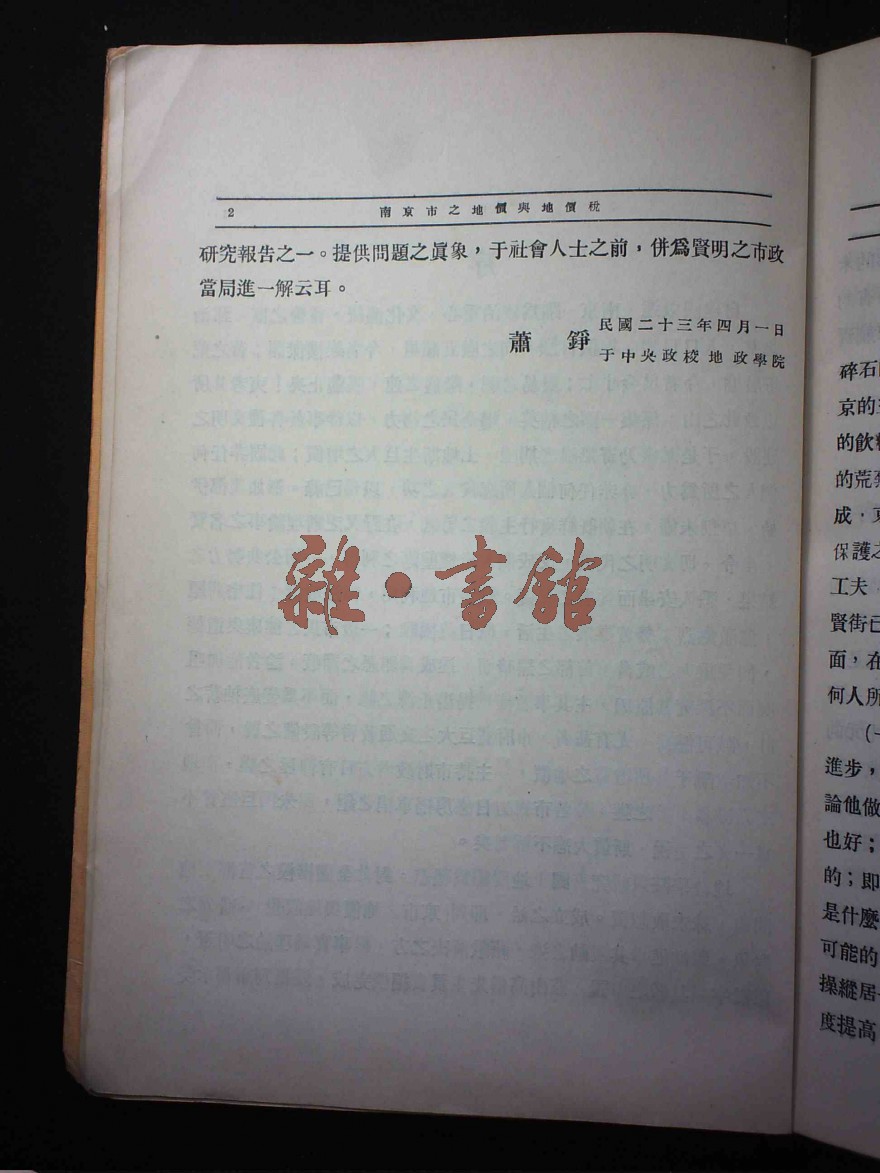 2
南京市之地價與地價稅
研究報告之一。提供問題之眞象，于社會人士之前，併爲賢明之市政
當局進一解云耳。
民國二十三年四月一日
蕭　錚
于中央政校地政學院
雜·書館
碎石
京的
的飲
的荒
成．
保護之
工夫．
賢街已
面，在
何人所
(一
進步，
論他做
也好；
的；即
是什麼
可能的
操縱居
度提高